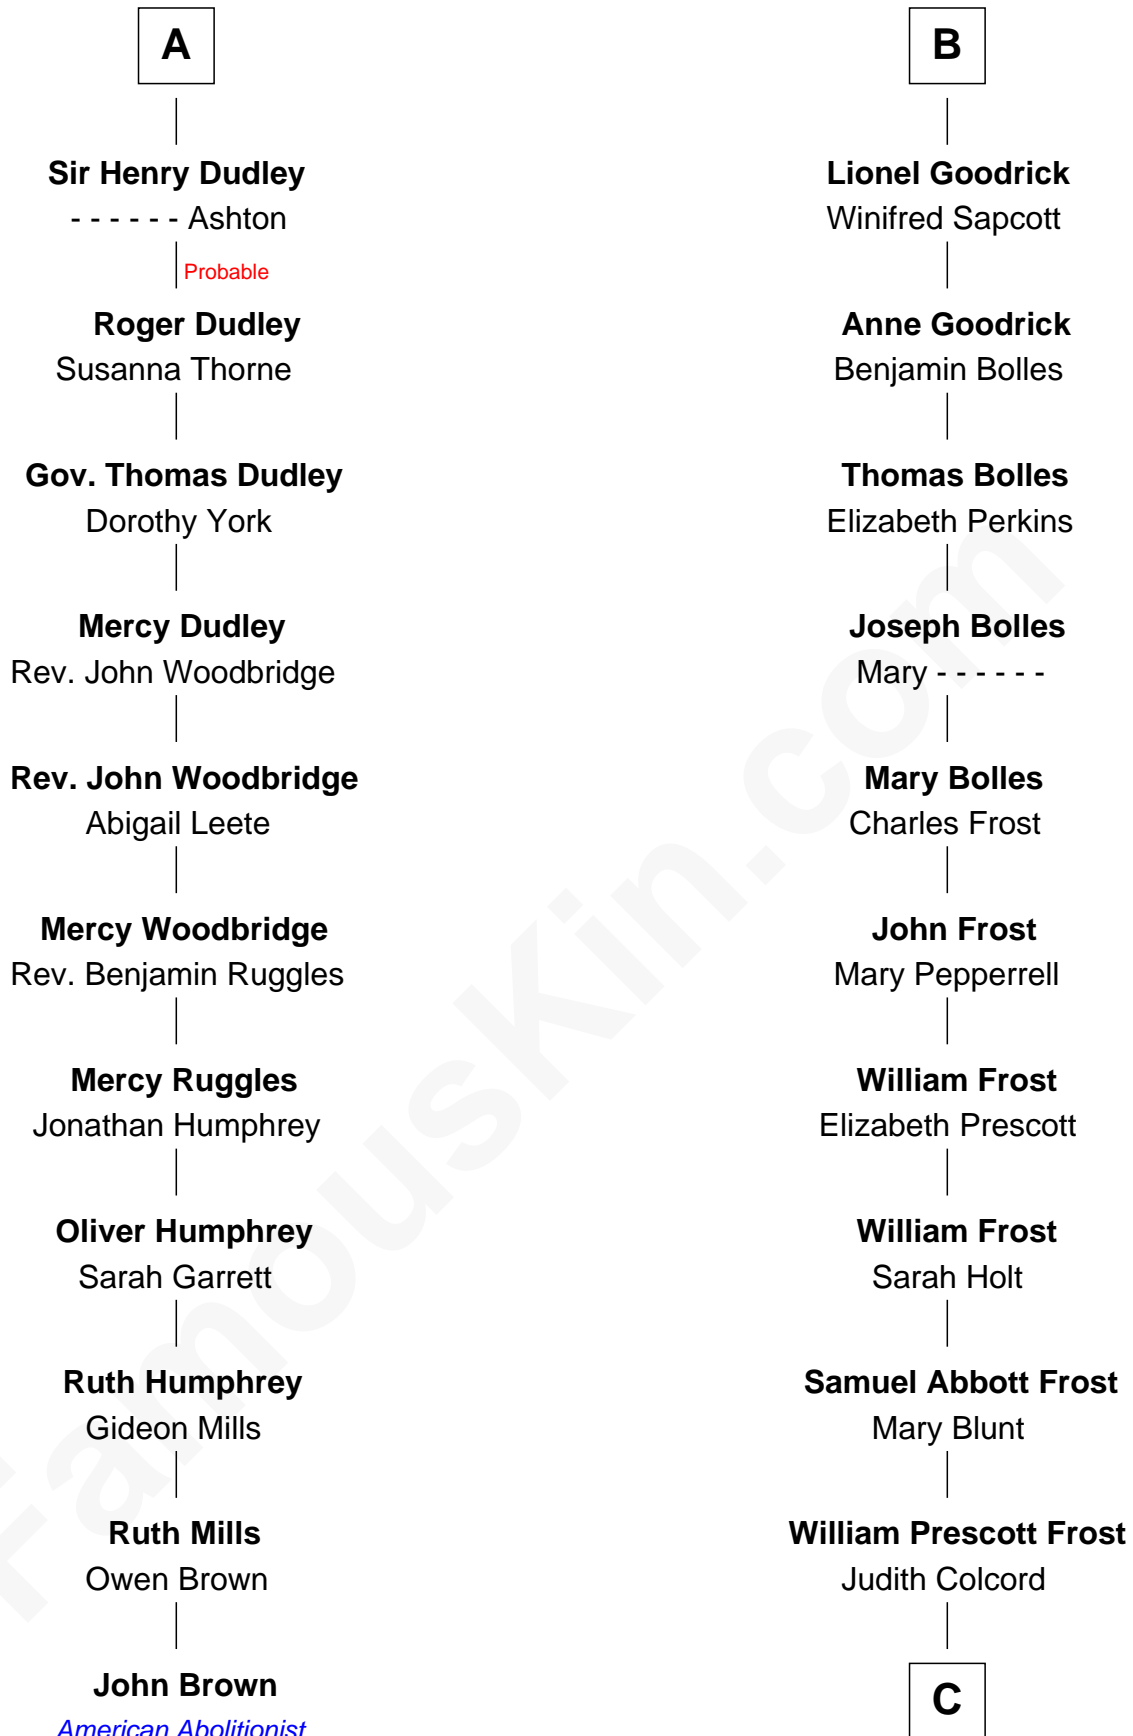 A
Sir Henry Dudley
- - - - - - Ashton
Probable
Roger Dudley
Susanna Thorne
Gov. Thomas Dudley
Dorothy York
Mercy Dudley
Rev. John Woodbridge
Rev. John Woodbridge
Abigail Leete
Mercy Woodbridge
Rev. Benjamin Ruggles
Mercy Ruggles
Jonathan Humphrey
Oliver Humphrey
Sarah Garrett
Ruth Humphrey
Gideon Mills
Ruth Mills
Owen Brown
John Brown
American Abolitionist
B
Lionel Goodrick
Winifred Sapcott
Anne Goodrick
Benjamin Bolles
Thomas Bolles
Elizabeth Perkins
Joseph Bolles
Mary - - - - - -
Mary Bolles
Charles Frost
John Frost
Mary Pepperrell
William Frost
Elizabeth Prescott
William Frost
Sarah Holt
Samuel Abbott Frost
Mary Blunt
William Prescott Frost
Judith Colcord
C
FamousKin.com